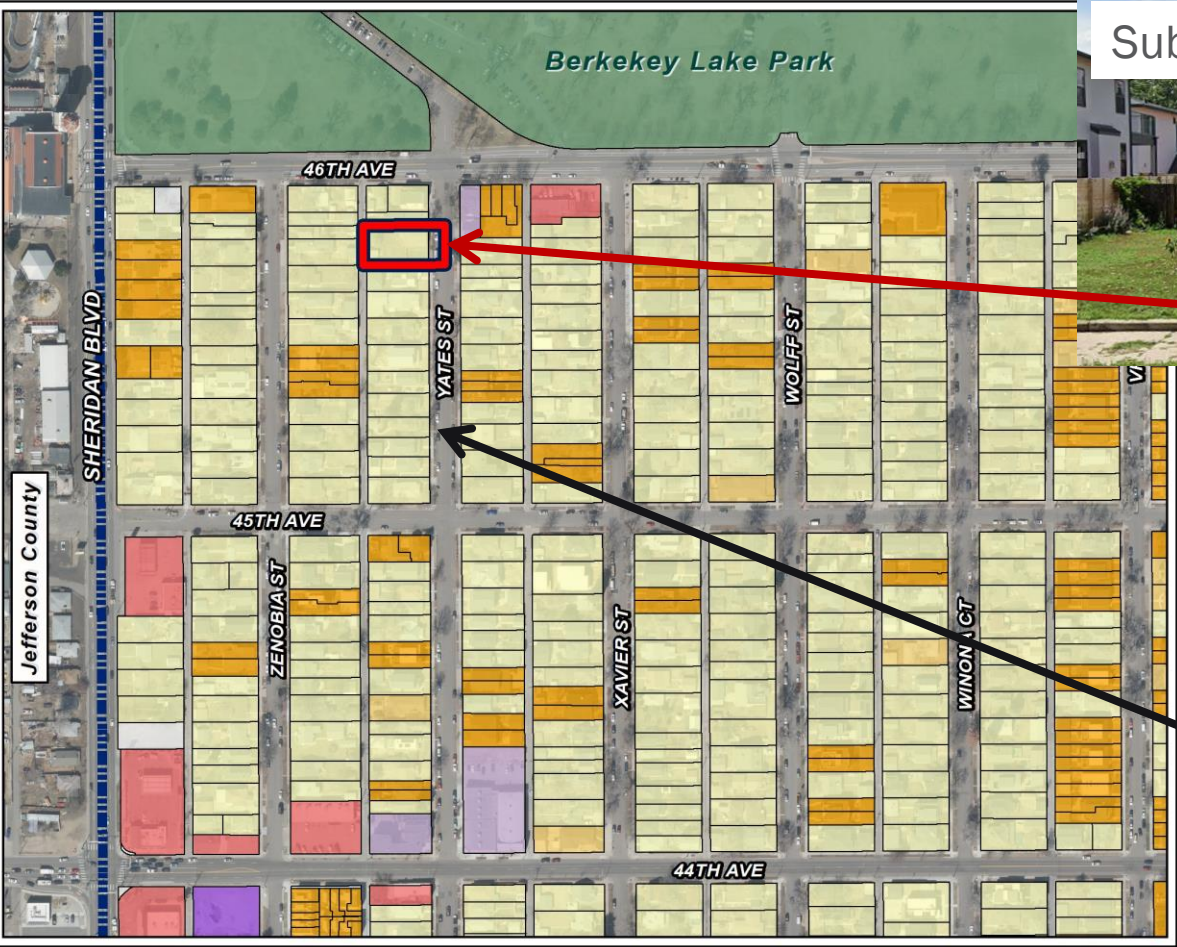 Berkekey Lake Park
Sub
46TH AVE
SHERIDAN BLVD
YATES ST
WOLFF ST
Jefferson County
45TH AVE
ZENOBIA ST
XAVIER ST
WINONA CT
44TH AVE